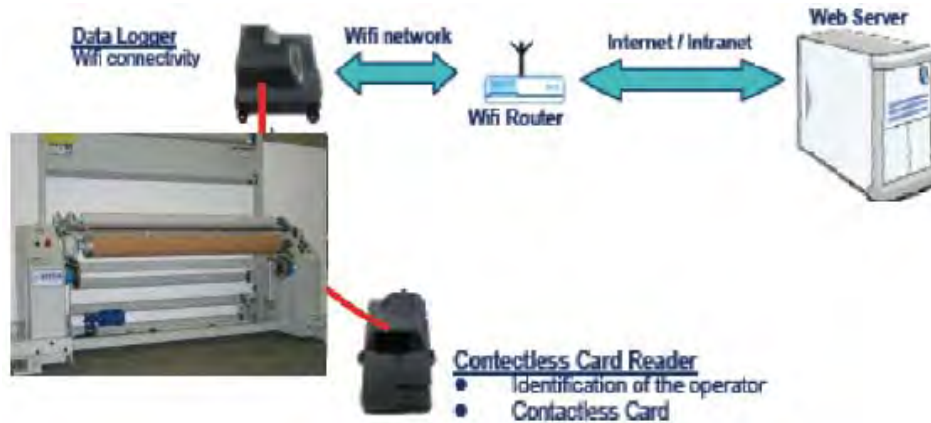 Web Server
Data Logger
Wifi connectivity
Wifi network
Internet / Intranet
Wifi Router
Contectless Card Reader
● Identification of the operator
● Contactless Card